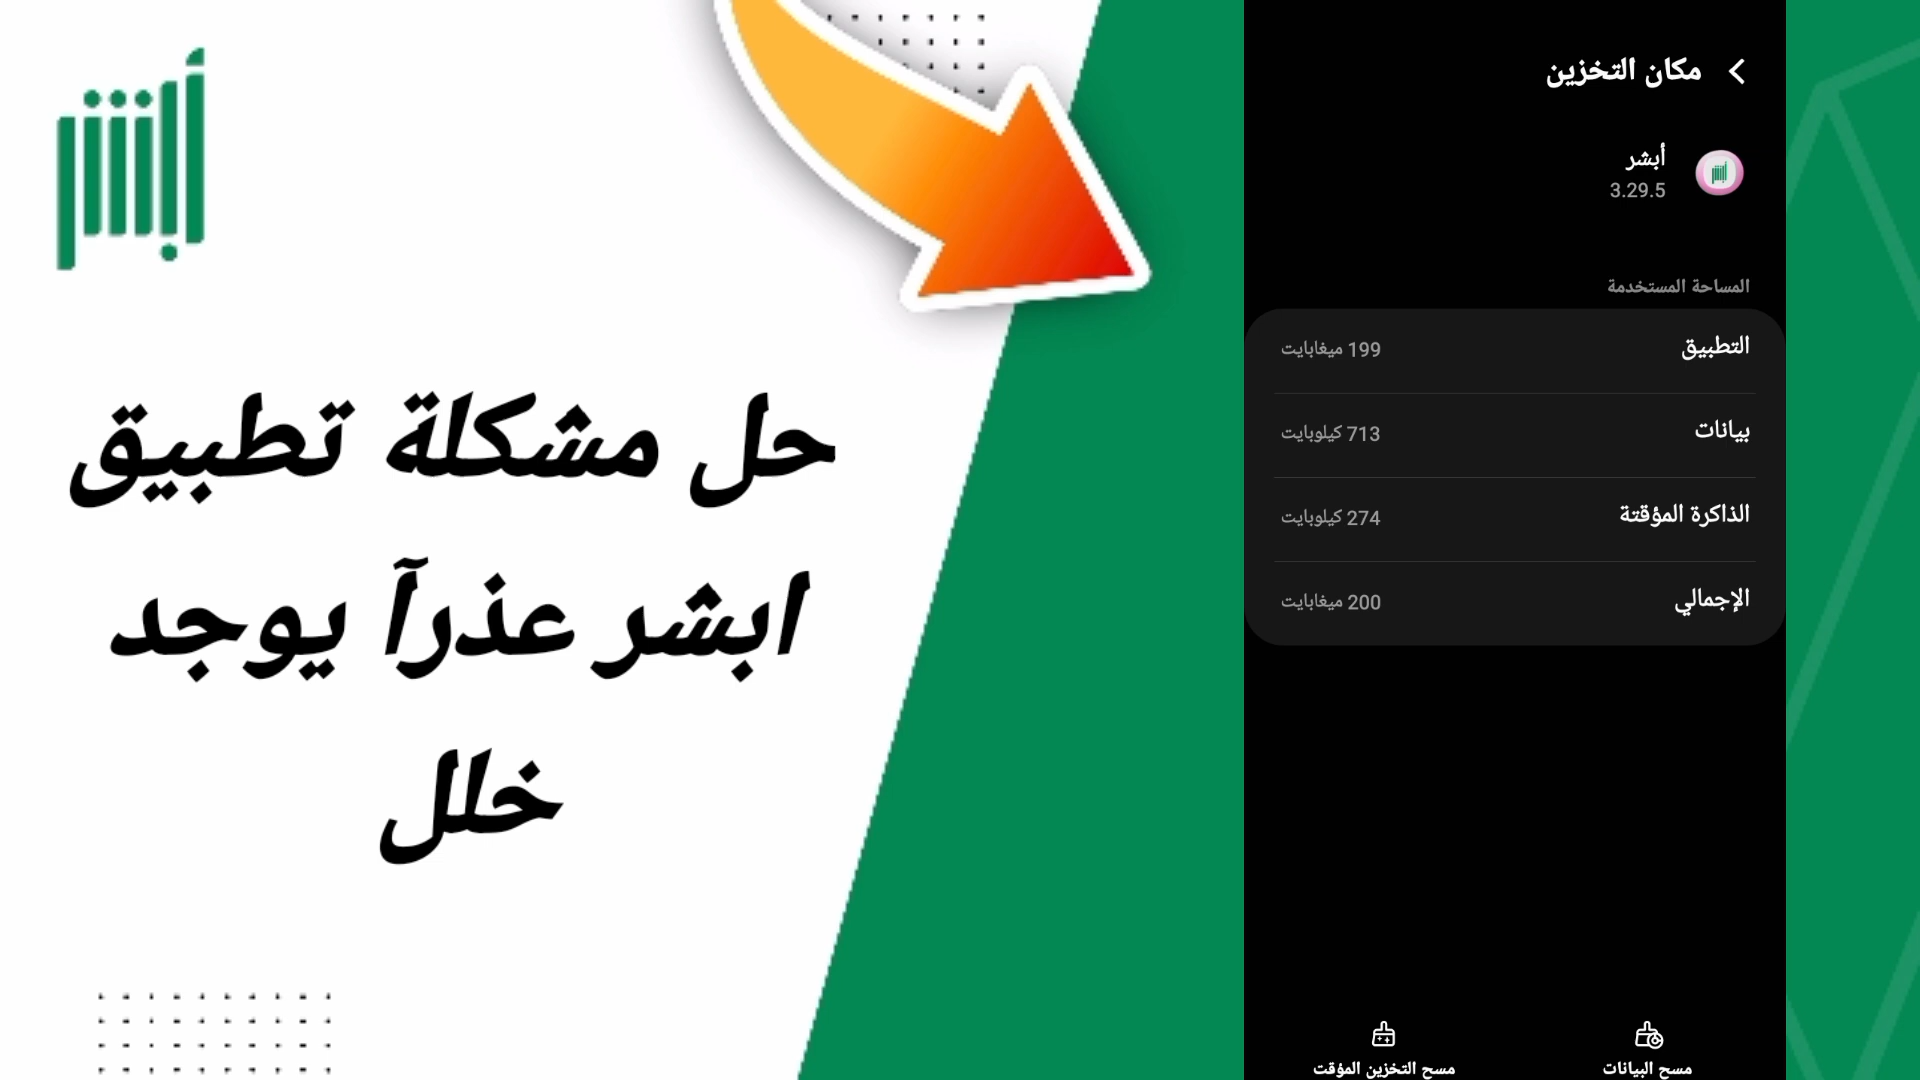 أبشر
حل مشكلة تطبيق
ابشر عذرآ يوجد
خلل
مكان التخزين
أبشر
3.29.5
المساحة المستخدمة
التطبيق 199 ميغابايت
بيانات 713 كيلوبايت
الذاكرة المؤقتة 274 كيلوبايت
الإجمالي 200 ميغابايت
مسح البيانات
مسح التخزين المؤقت